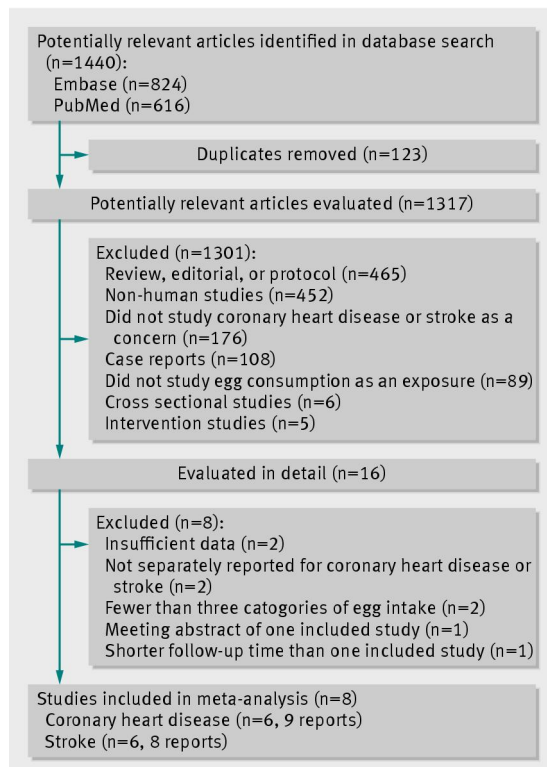 Potentially relevant articles identified in database search
(n=1440):
Embase (n=824)
PubMed (n=616)
Duplicates removed (n=123)
Potentially relevant articles evaluated (n=1317)
Excluded (n=1301):
Review, editorial, or protocol (n=465)
Non-human studies (n=452)
Did not study coronary heart disease or stroke as a
concern (n=176)
Case reports (n=108)
Did not study egg consumption as an exposure (n=89)
Cross sectional studies (n=6)
Intervention studies (n=5)
Evaluated in detail (n=16)
Excluded (n=8):
Insufficient data (n=2)
Not separately reported for coronary heart disease or
stroke (n=2)
Fewer than three catogories of egg intake (n=2)
Meeting abstract of one included study (n=1)
Shorter follow-up time than one included study (n=1)
Studies included in meta-analysis (n=8)
Coronary heart disease (n=6, 9 reports)
Stroke (n=6, 8 reports)